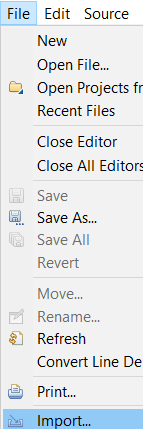 File Edit Source
New
Open File...
Open Projects fr
Recent Files
Close Editor
Close All Editors
Save
Save As...
Save All
Revert
Move...
Rename...
Refresh
Convert Line De
Print...
Import...